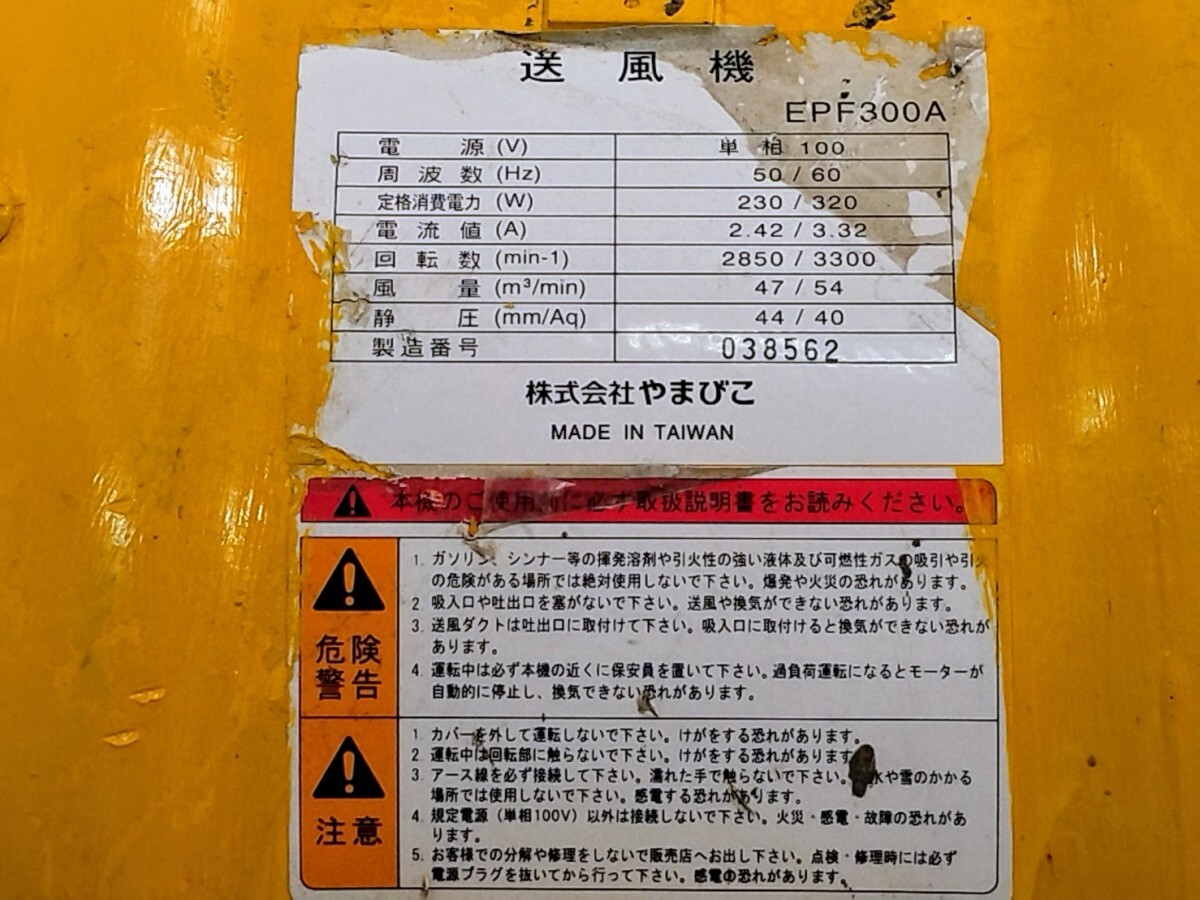 送風機
EPF300A
電源 (V) 単相 100
周波数 (Hz) 50 / 60
定格消費電力 (W) 230 / 320
電流値 (A) 2.42 / 3.32
回転数 (min-1) 2850 / 3300
風量 (m³/min) 47 / 54
静圧 (mm/Aq) 44 / 40
製造番号 038562
株式会社やまびこ
MADE IN TAIWAN
本機のご使用前に必ず取扱説明書をお読みください。
危険
警告
1. ガソリン、シンナー等の揮発溶剤や引火性の強い液体及び可燃性ガスの吸引や引火
の危険がある場所では絶対使用しないで下さい。爆発や火災の恐れがあります。
2. 吸入口や吐出口を塞がないで下さい。送風や換気ができない恐れがあります。
3. 送風ダクトは吐出口に取付けて下さい。吸入口に取付けると換気ができない恐れが
あります。
4. 運転中は必ず本機の近くに保安員を置いて下さい。過負荷運転になるとモーターが
自動的に停止し、換気できない恐れがあります。
注意
1. カバーを外して運転しないで下さい。けがをする恐れがあります。
2. 運転中は回転部に触らないで下さい。けがをする恐れがあります
3. アース線を必ず接続して下さい。濡れた手で触らないで下さい。水や雪のかかる
場所では使用しないで下さい。感電する恐れがあります。
4. 規定電源（単相100V）以外は接続しないで下さい。火災・感電・故障の恐れがあ
ります。
5. お客様での分解や修理をしないで販売店へお出し下さい。点検・修理時には必ず
電源プラグを抜いてから行って下さい。感電の恐れがあります。